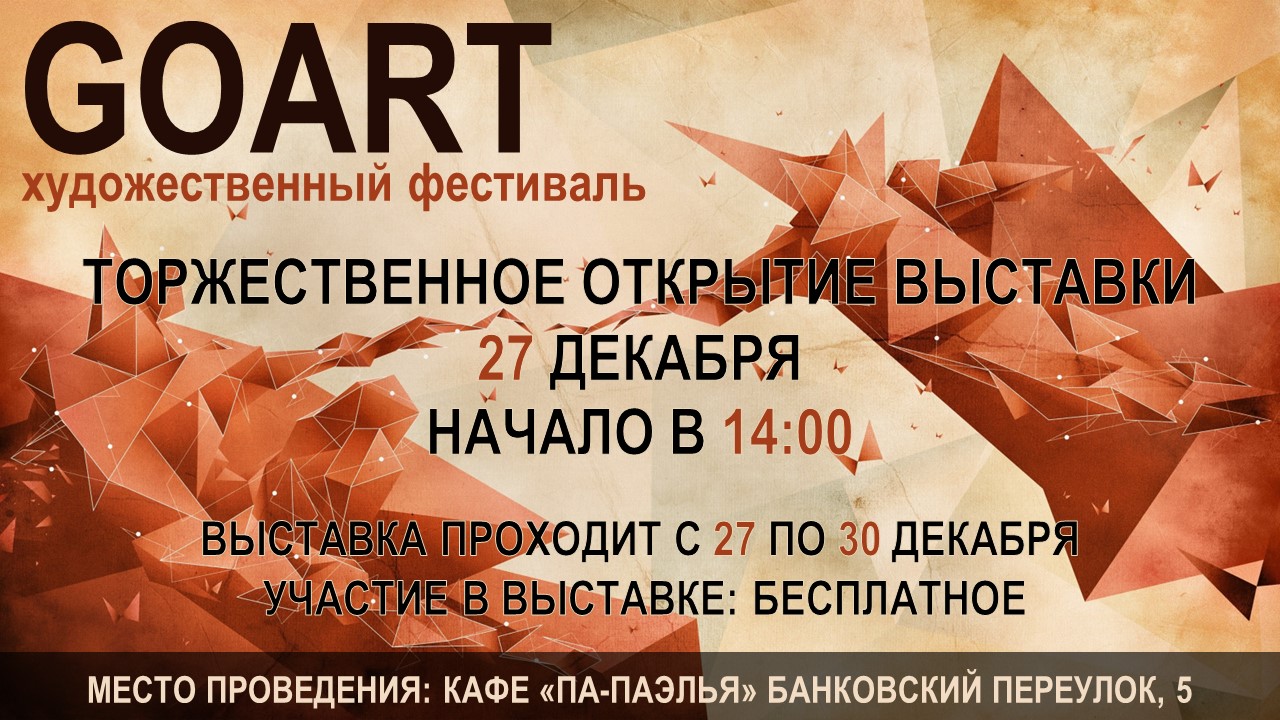 GOART
художественный фестиваль
ТОРЖЕСТВЕННОЕ ОТКРЫТИЕ ВЫСТАВКИ
27 ДЕКАБРЯ
НАЧАЛО В 14:00
ВЫСТАВКА ПРОХОДИТ С 27 ПО 30 ДЕКАБРЯ
УЧАСТИЕ В ВЫСТАВКЕ: БЕСПЛАТНОЕ
МЕСТО ПРОВЕДЕНИЯ: КАФЕ «ПА-ПАЭЛЬЯ» БАНКОВСКИЙ ПЕРЕУЛОК, 5